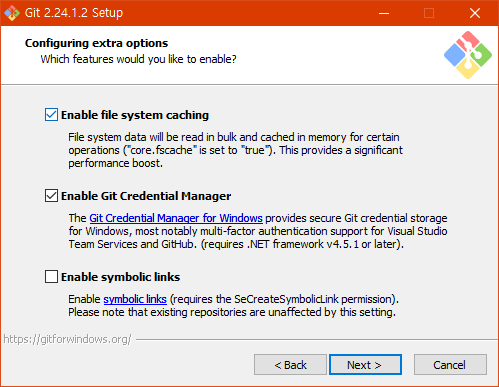 Git 2.24.1.2 Setup
Configuring extra options
Which features would you like to enable?
Enable file system caching
File system data will be read in bulk and cached in memory for certain
operations ("core.fscache" is set to "true"). This provides a significant
performance boost.
Enable Git Credential Manager
The Git Credential Manager for Windows provides secure Git credential storage
for Windows, most notably multi-factor authentication support for Visual Studio
Team Services and GitHub. (requires .NET framework v4.5.1 or later).
Enable symbolic links
Enable symbolic links (requires the SeCreateSymbolicLink permission).
Please note that existing repositories are unaffected by this setting.
https://gitforwindows.org/
< Back
Next >
Cancel